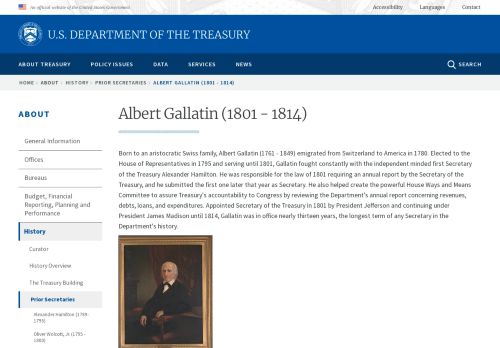 An official website of the United States Government
Accessibility Languages Contact
U.S. DEPARTMENT OF THE TREASURY
ABOUT TREASURY POLICY ISSUES DATA SERVICES NEWS SEARCH
HOME › ABOUT › HISTORY › PRIOR SECRETARIES › ALBERT GALLATIN (1801 - 1814)
ABOUT
General Information
Offices
Bureaus
Budget, Financial
Reporting, Planning and
Performance
History
Curator
History Overview
The Treasury Building
Prior Secretaries
Alexander Hamilton (1789 -
1795)
Oliver Wolcott, Jr. (1795 -
1800)
Albert Gallatin (1801 - 1814)
Born to an aristocratic Swiss family, Albert Gallatin (1761 - 1849) emigrated from Switzerland to America in 1780. Elected to the
House of Representatives in 1795 and serving until 1801, Gallatin fought constantly with the independent minded first Secretary
of the Treasury Alexander Hamilton. He was responsible for the law of 1801 requiring an annual report by the Secretary of the
Treasury, and he submitted the first one later that year as Secretary. He also helped create the powerful House Ways and Means
Committee to assure Treasury's accountability to Congress by reviewing the Department's annual report concerning revenues,
debts, loans, and expenditures. Appointed Secretary of the Treasury in 1801 by President Jefferson and continuing under
President James Madison until 1814, Gallatin was in office nearly thirteen years, the longest term of any Secretary in the
Department's history.